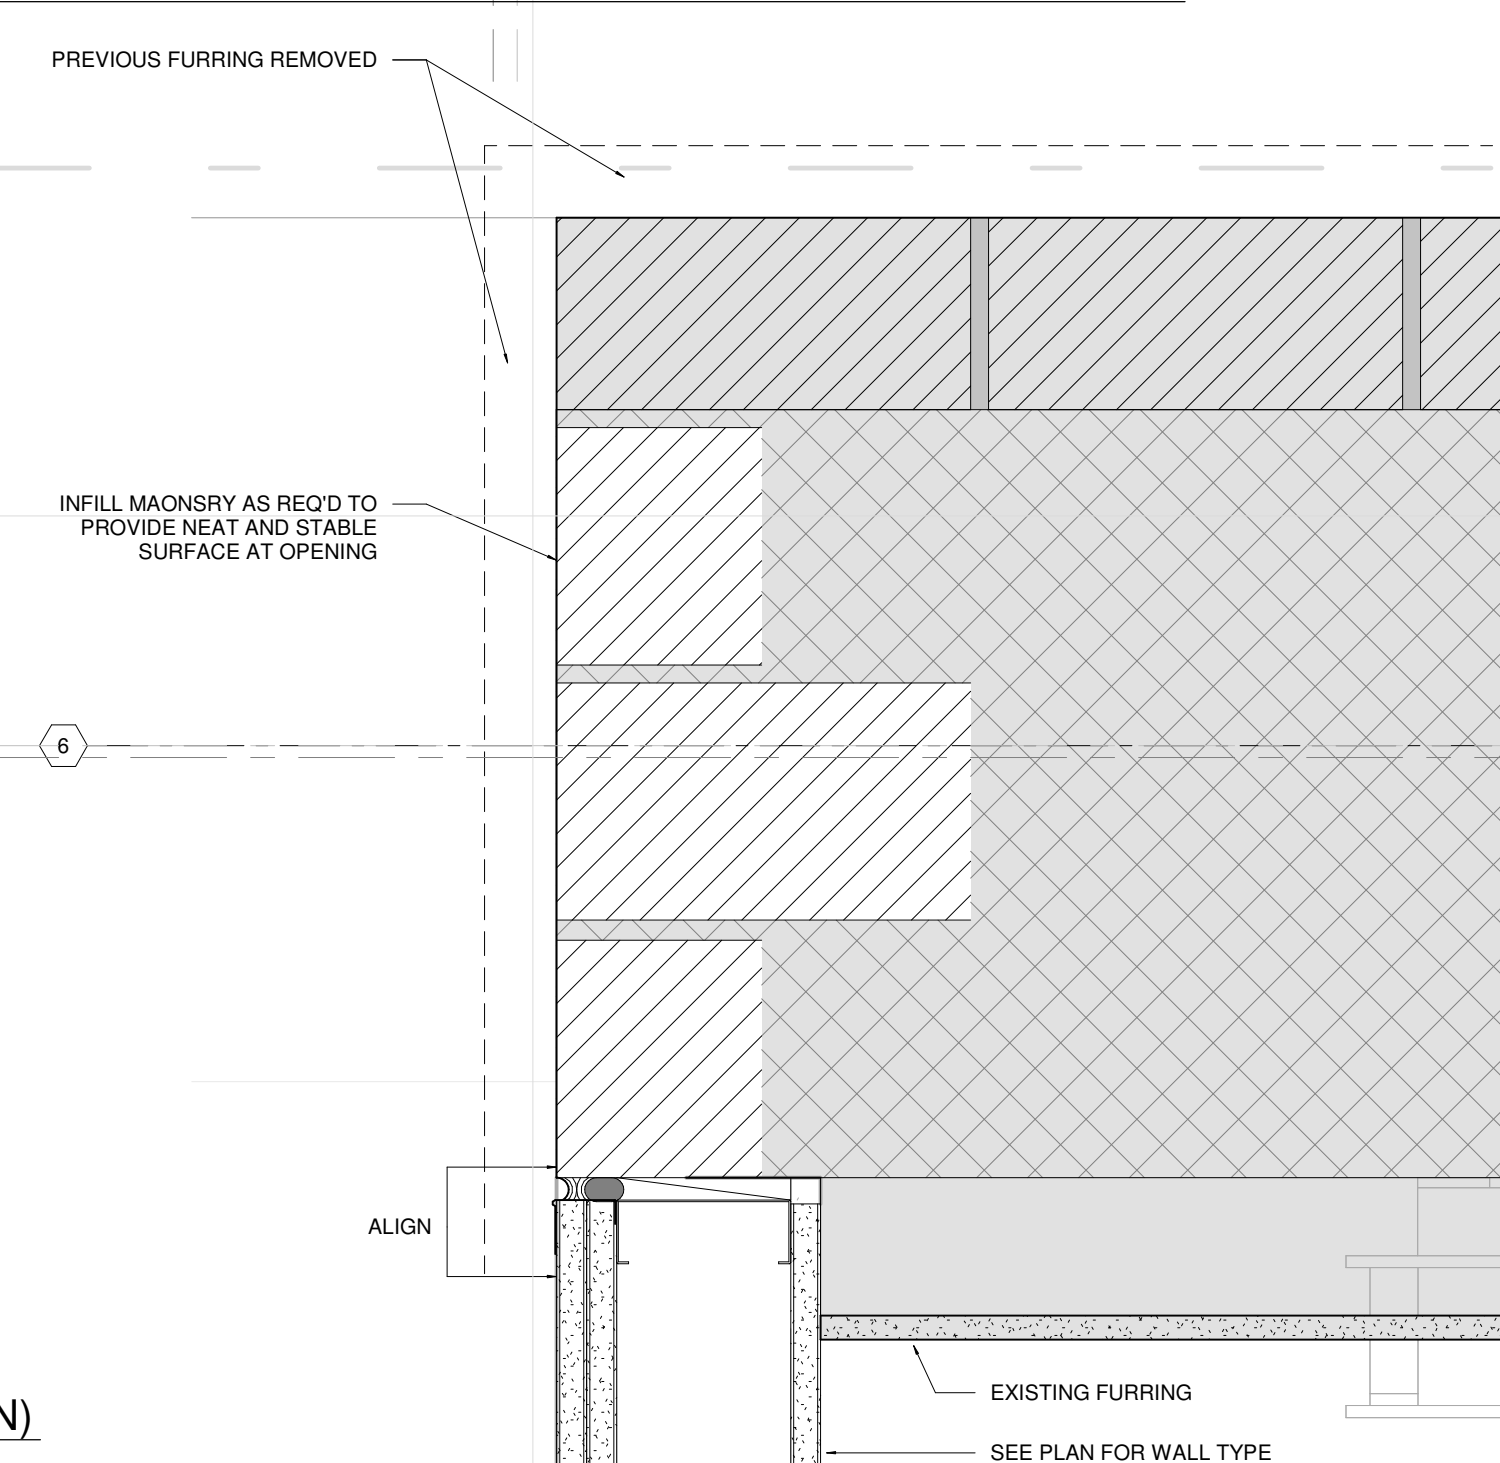 PREVIOUS FURRING REMOVED
INFILL MAONSRY AS REQ'D TO
PROVIDE NEAT AND STABLE
SURFACE AT OPENING
6
ALIGN
EXISTING FURRING
N)
SEE PLAN FOR WALL TYPE